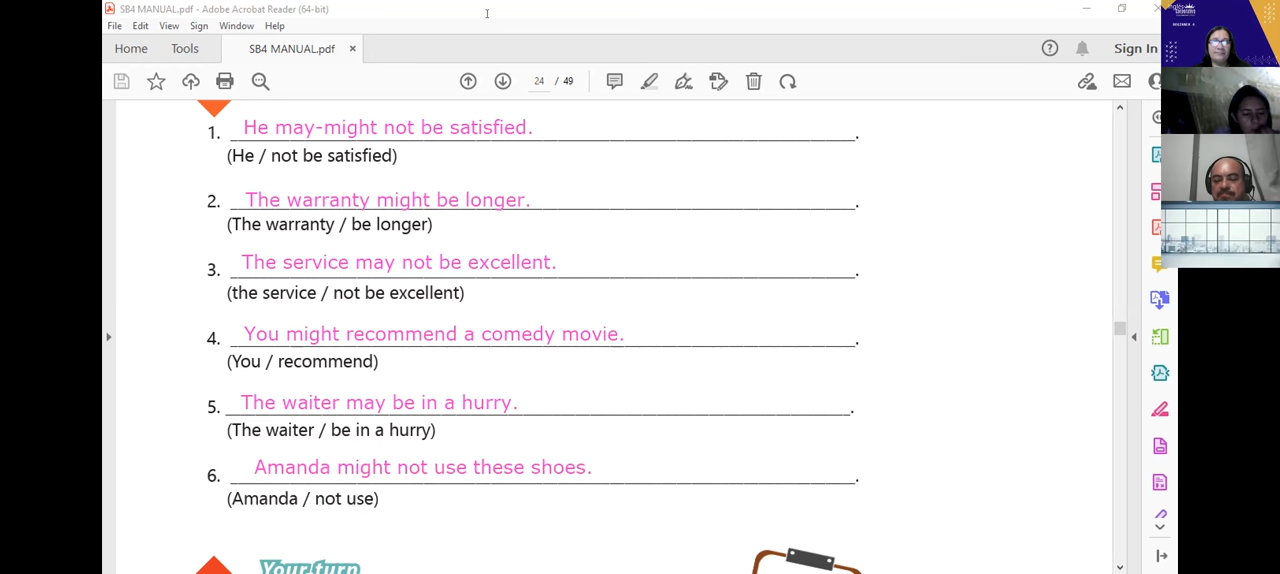 SB4 MANUAL.pdf - Adobe Acrobat Reader (64-bit)
File Edit View Sign Window Help
Home Tools SB4 MANUAL.pdf × Sign In
24 / 49
1. He may-might not be satisfied. .
(He / not be satisfied)
2. The warranty might be longer. .
(The warranty / be longer)
3. The service may not be excellent. .
(the service / not be excellent)
4. You might recommend a comedy movie. .
(You / recommend)
5. The waiter may be in a hurry. .
(The waiter / be in a hurry)
6. Amanda might not use these shoes. .
(Amanda / not use)
Your turn